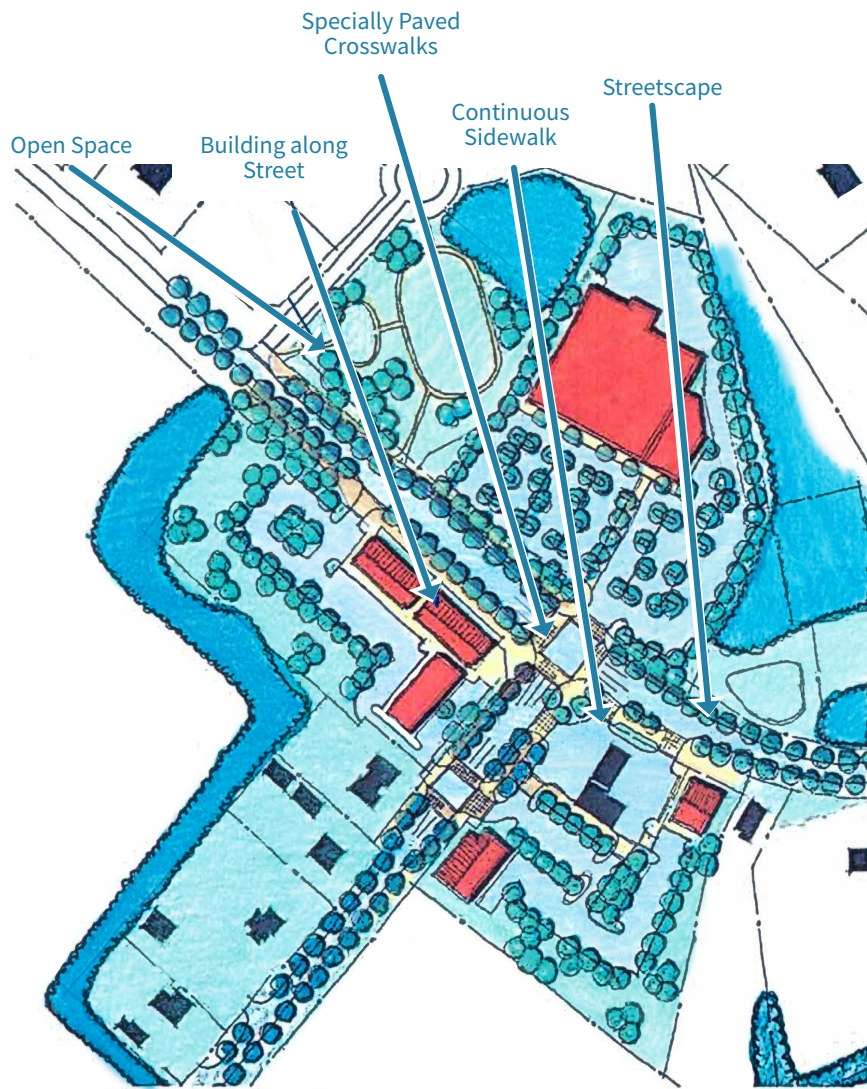 Specially Paved
Crosswalks
Streetscape
Continuous
Sidewalk
Open Space
Building along
Street